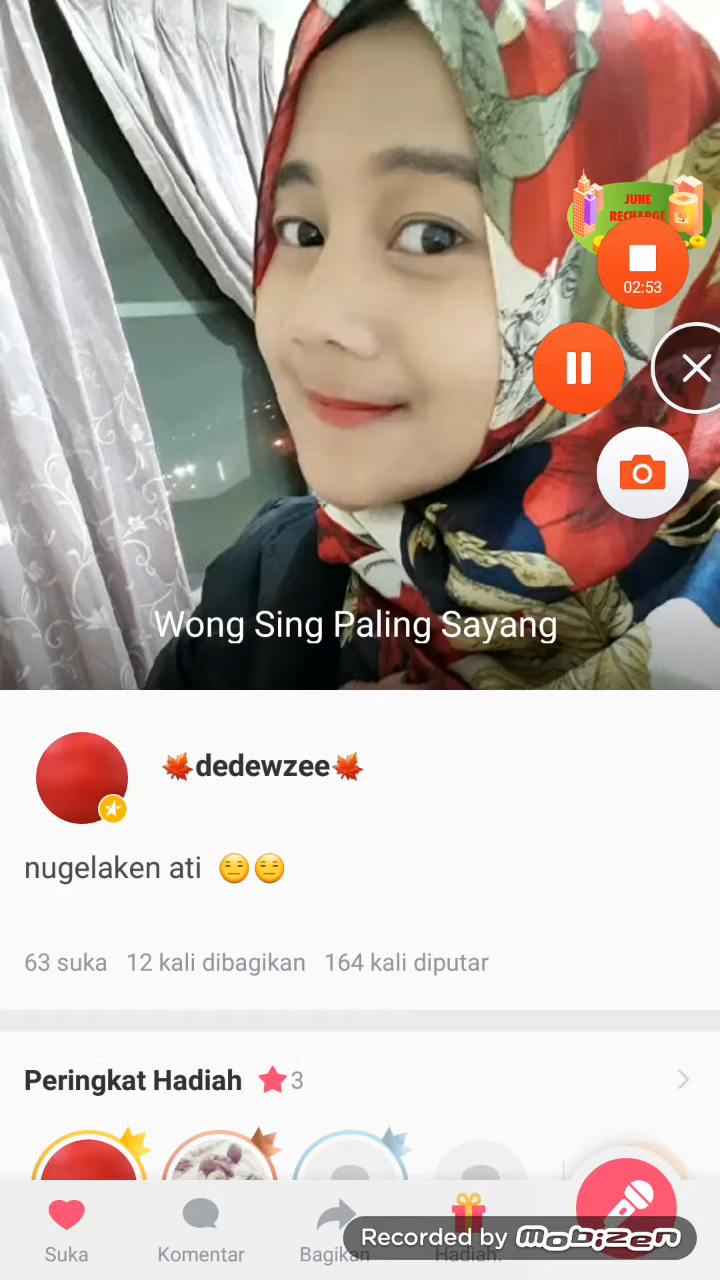 JUNE
RECHARGE
02:53
Wong Sing Paling Sayang
🍁dedewzee🍁
nugelaken ati 😒😒
63 suka 12 kali dibagikan 164 kali diputar
Peringkat Hadiah 3
Suka Komentar Bagikan Hadiah
Recorded by mobizen